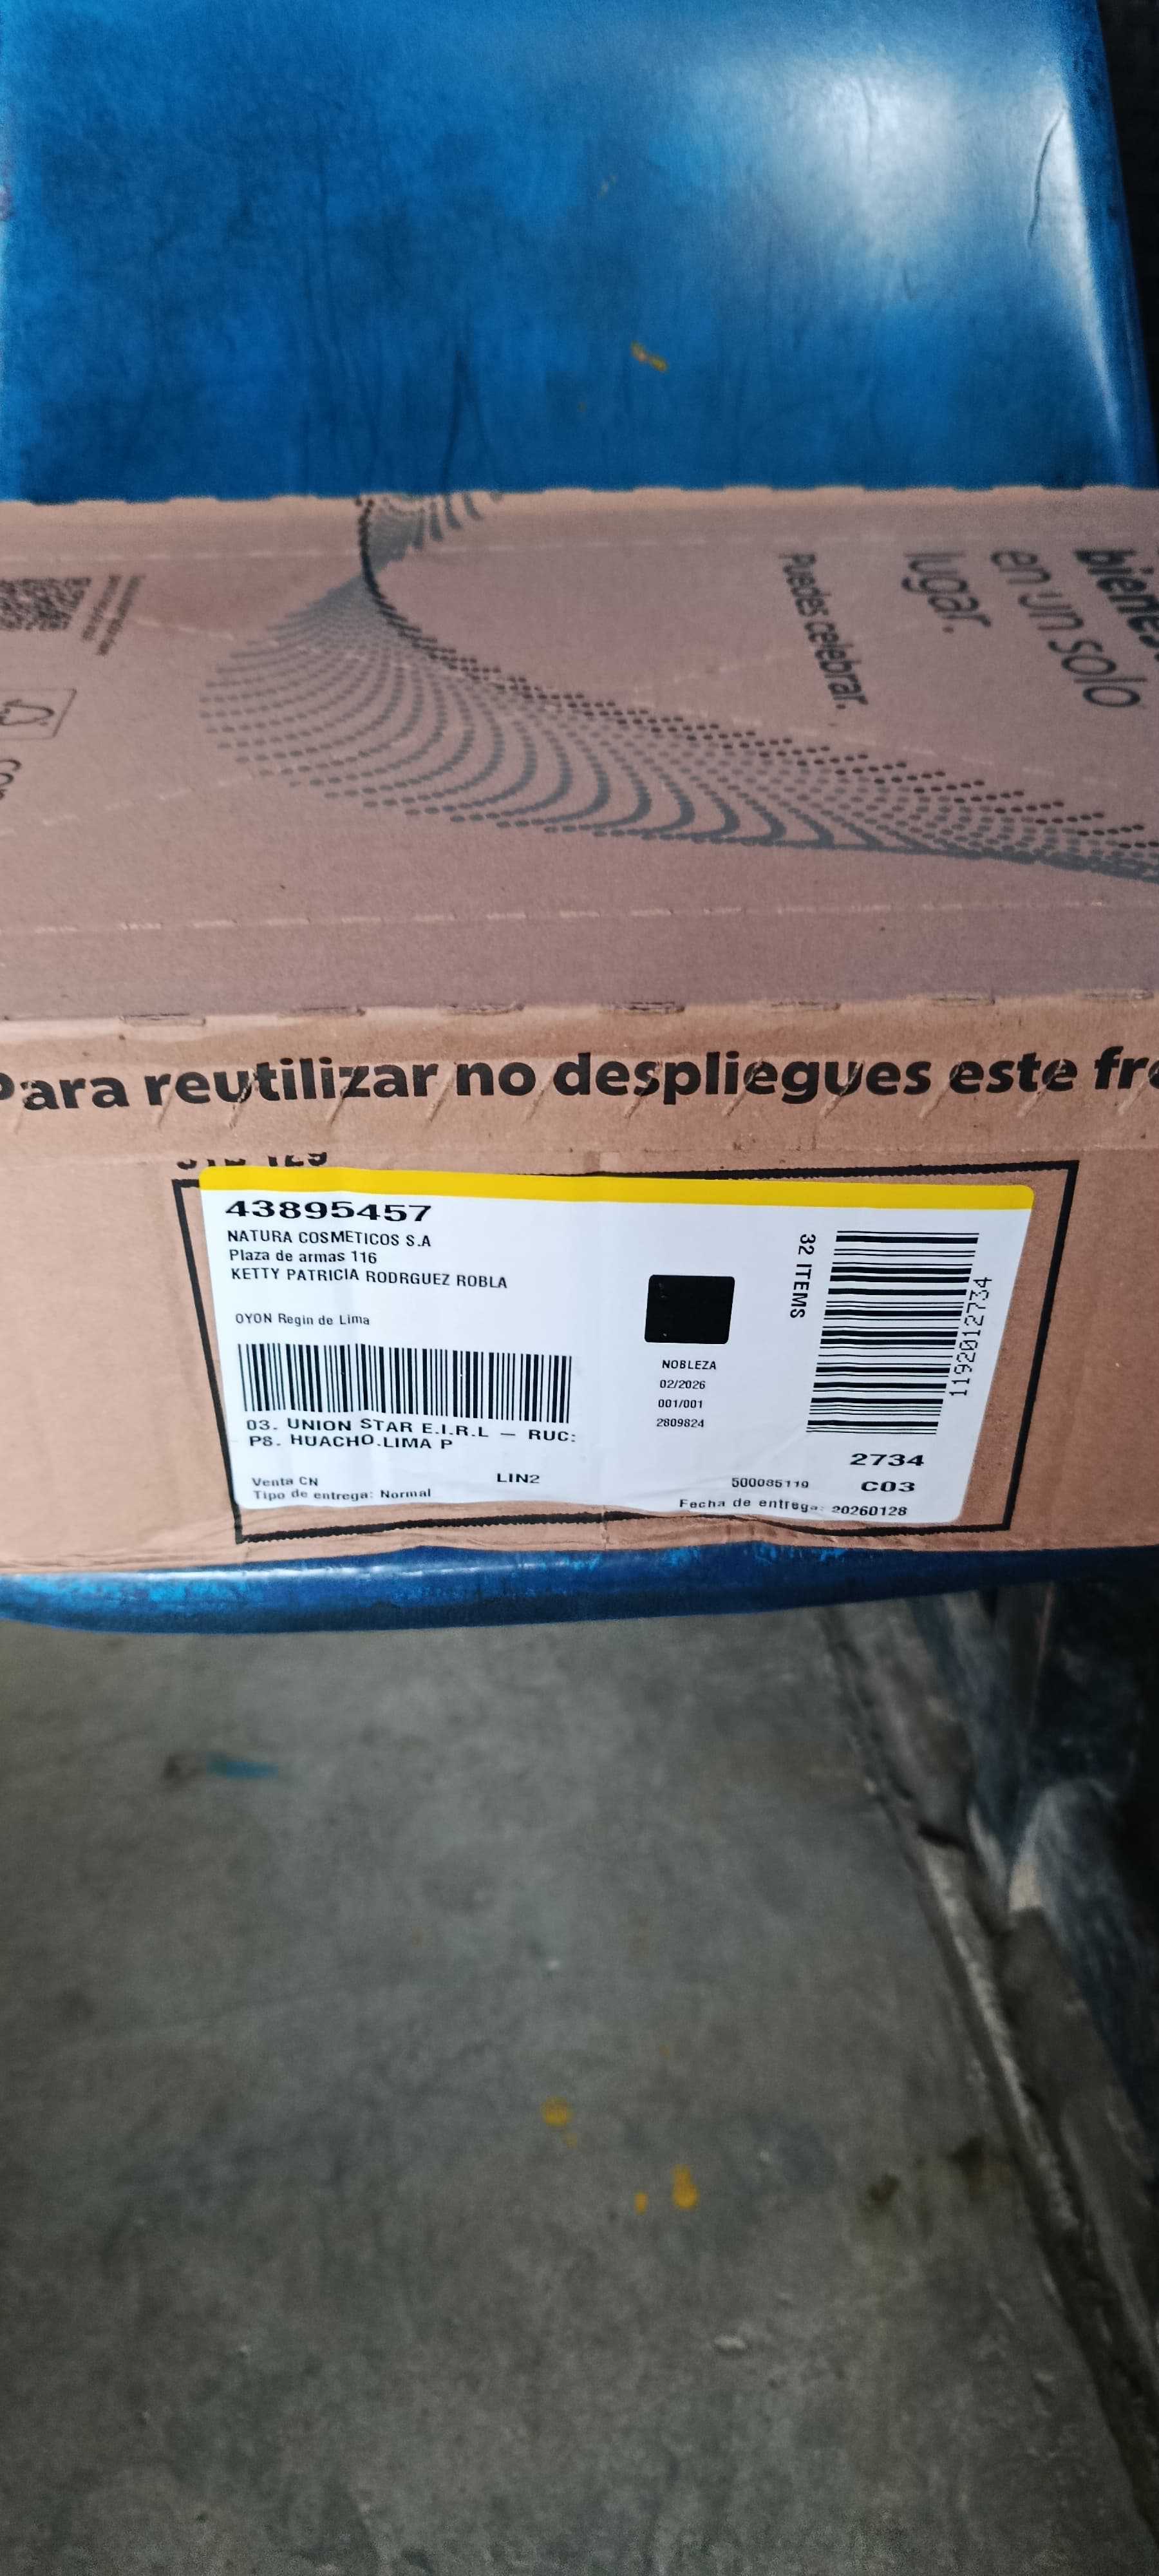 bienes
en un solo
lugar.
Puedes celebrar.
Para reutilizar no despliegues este fre
43895457
NATURA COSMETICOS S.A
Plaza de armas 116
KETTY PATRICIA RODRGUEZ ROBLA
OYON Regin de Lima
03. UNION STAR E.I.R.L — RUC:
P8. HUACHO.LIMA P
Venta CN
LIN2
Tipo de entrega: Normal
NOBLEZA
02/2026
001/001
2809824
32 ITEMS
1192012734
2734
500085119
C03
Fecha de entrega: 20260128